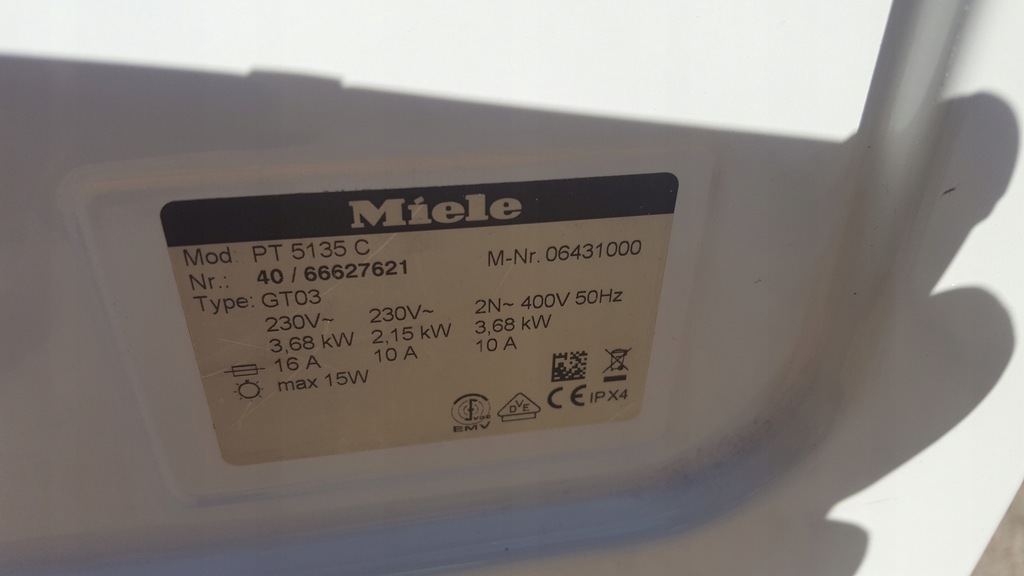 Miele
Mod: PT 5135 C
M-Nr. 06431000
Nr.: 40 / 66627621
Type: GT03
230V~ 230V~ 2N~ 400V 50Hz
3,68 kW 2,15 kW 3,68 kW
16 A 10 A 10 A
max 15W
EMV
VDE
CE IPX4